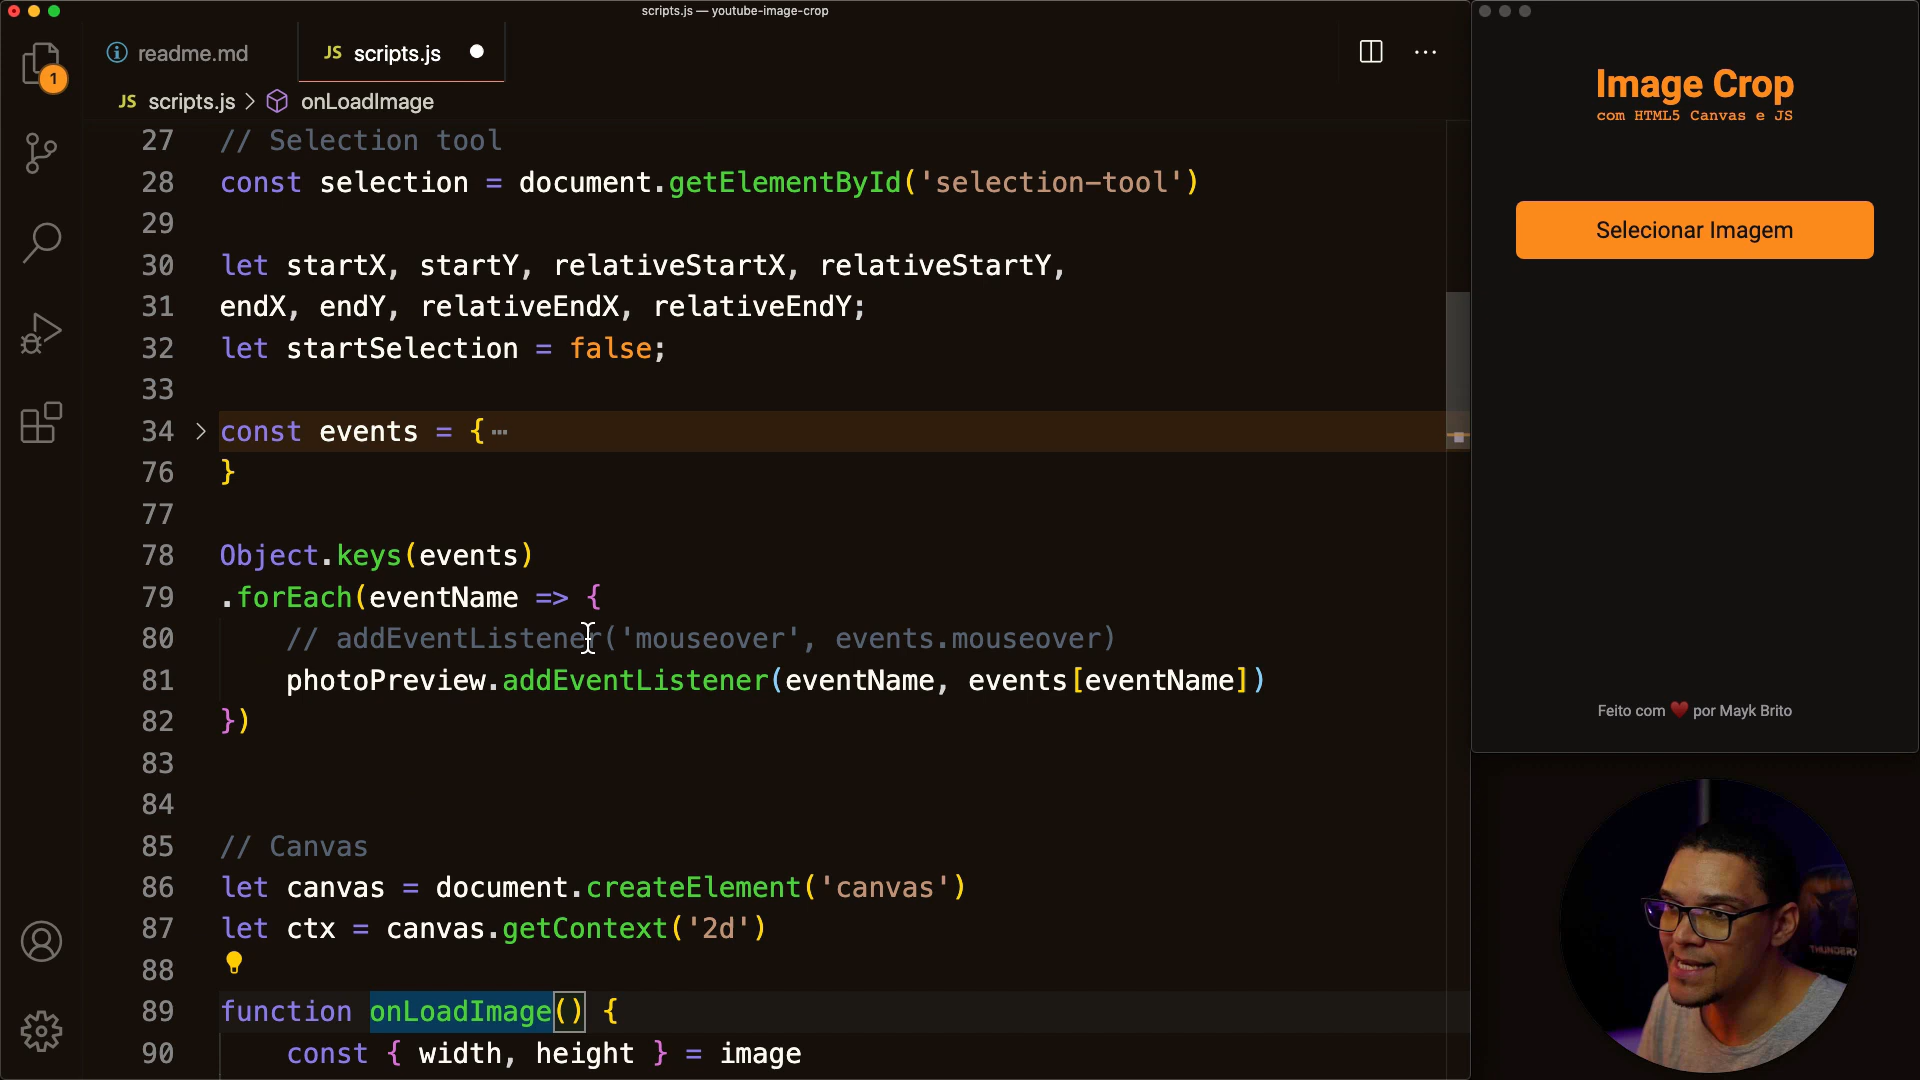 scripts.js — youtube-image-crop
1
readme.md
JS scripts.js
JS scripts.js > onLoadImage
27 // Selection tool
28 const selection = document.getElementById('selection-tool')
29
30 let startX, startY, relativeStartX, relativeStartY,
31 endX, endY, relativeEndX, relativeEndY;
32 let startSelection = false;
33
34 const events = {⋯
76 }
77
78 Object.keys(events)
79 .forEach(eventName => {
80 // addEventListener('mouseover', events.mouseover)
81 photoPreview.addEventListener(eventName, events[eventName])
82 })
83
84
85 // Canvas
86 let canvas = document.createElement('canvas')
87 let ctx = canvas.getContext('2d')
88
89 function onLoadImage() {
90 const { width, height } = image
Image Crop
com HTML5 Canvas e JS
Selecionar Imagem
Feito com ❤️ por Mayk Brito